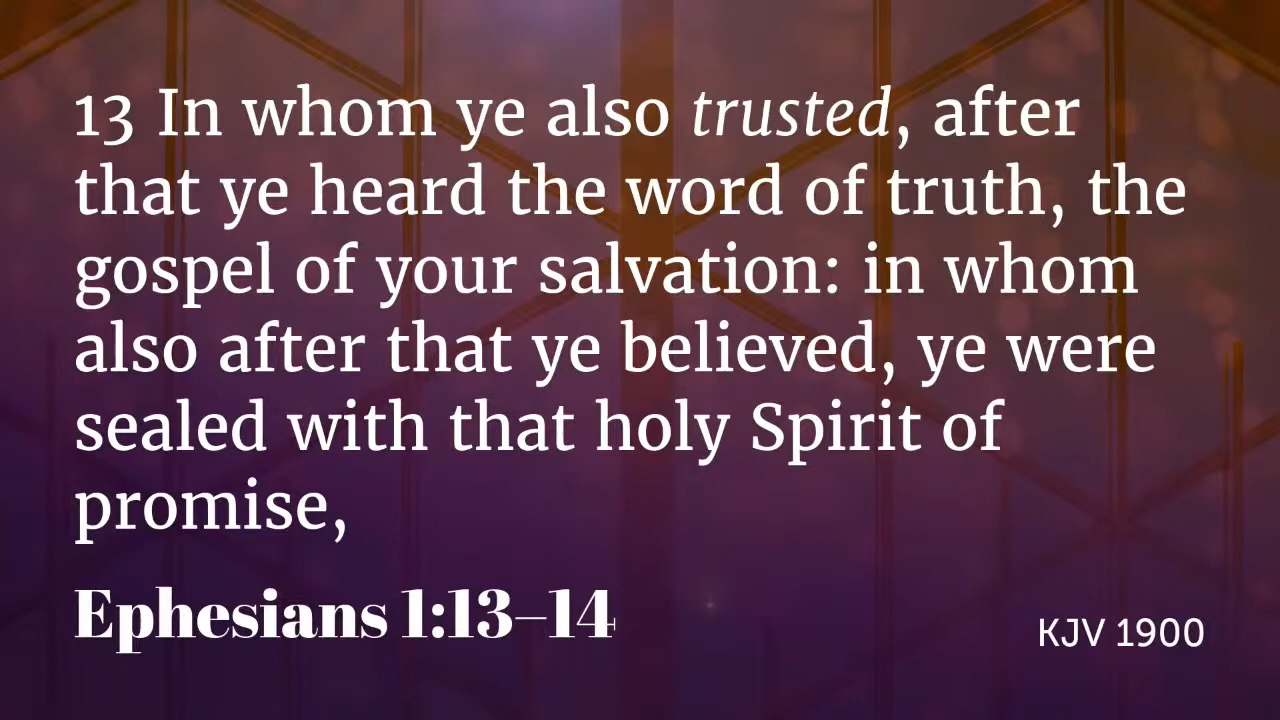 13 In whom ye also trusted, after
that ye heard the word of truth, the
gospel of your salvation: in whom
also after that ye believed, ye were
sealed with that holy Spirit of
promise,
Ephesians 1:13–14
KJV 1900